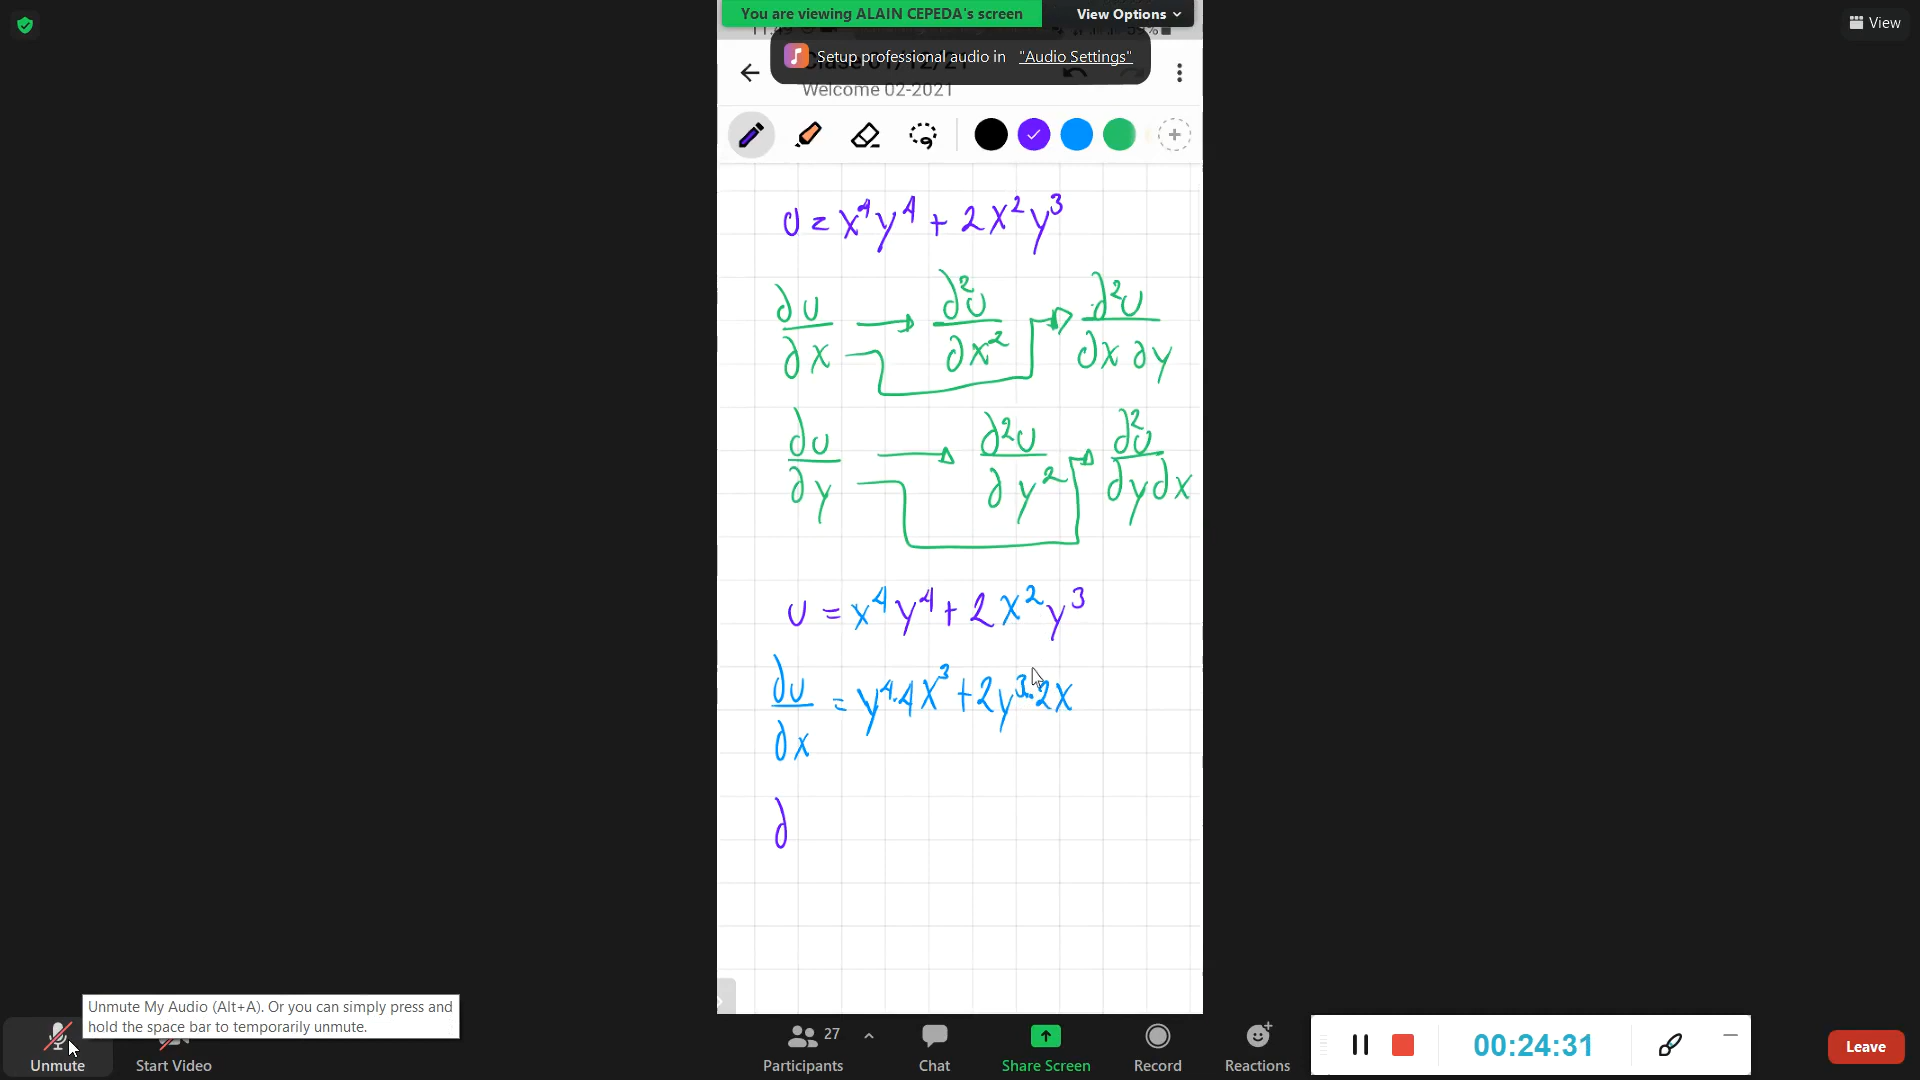 You are viewing ALAIN CEPEDA's screen View Options
View
Setup professional audio in "Audio Settings"
Welcome 02-2021
U = x⁴y⁴ + 2x²y³
∂u/∂x → ∂²u/∂x² → ∂²u/∂x∂y
∂u/∂y → ∂²u/∂y² → ∂²u/∂y∂x
u = x⁴y⁴ + 2x²y³
∂u/∂x = y⁴·4x³ + 2y³·2x
∂
Unmute My Audio (Alt+A). Or you can simply press and
hold the space bar to temporarily unmute.
Unmute
Start Video
Participants 27
Chat
Share Screen
Record
Reactions
00:24:31
Leave